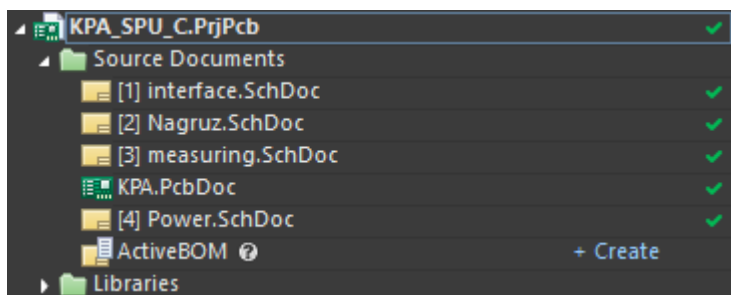 KPA_SPU_C.PrjPcb
Source Documents
[1] interface.SchDoc
[2] Nagruz.SchDoc
[3] measuring.SchDoc
KPA.PcbDoc
[4] Power.SchDoc
ActiveBOM ? + Create
Libraries